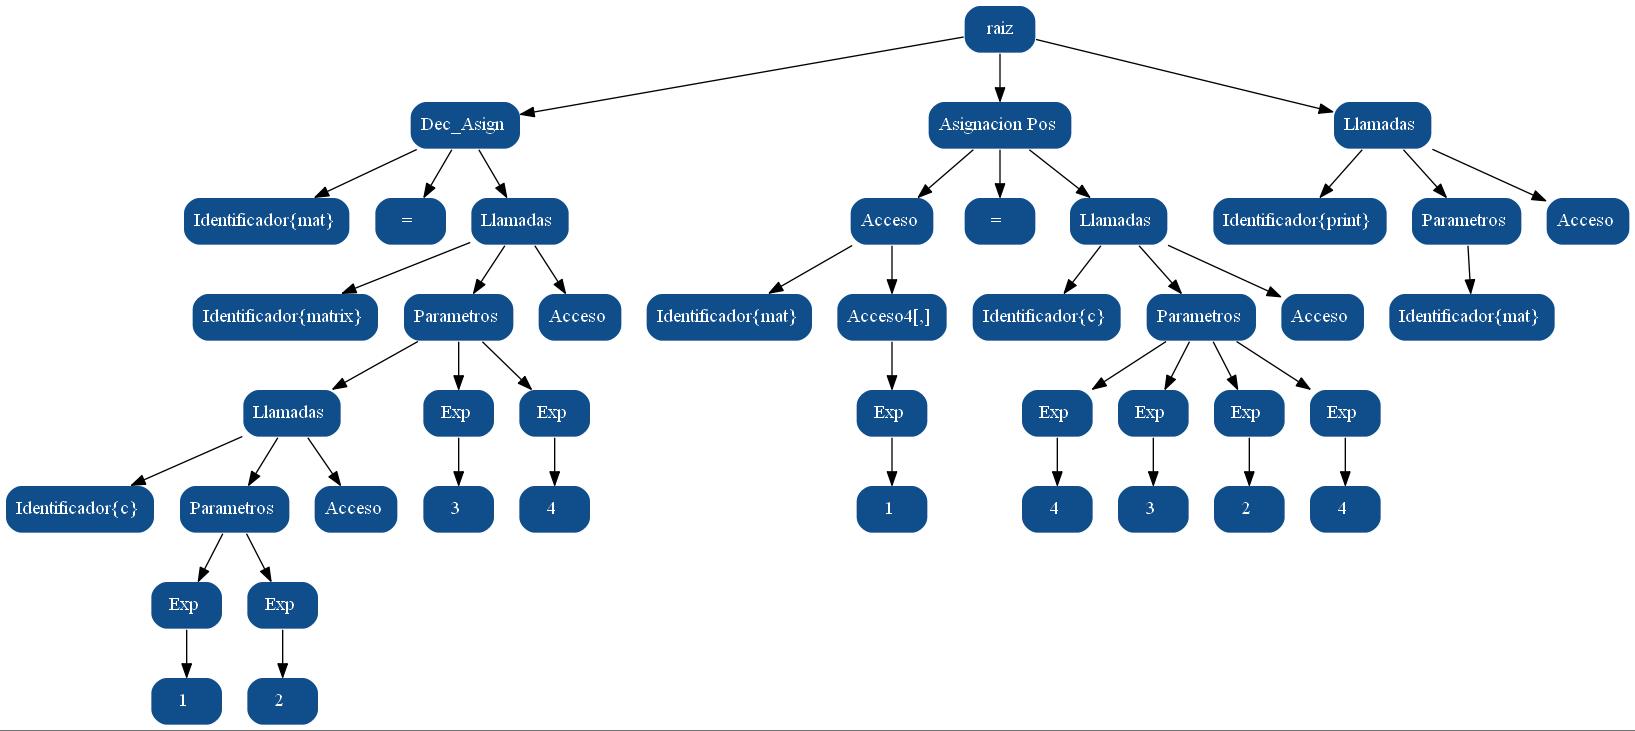 raiz
Dec_Asign
Asignacion Pos
Llamadas
Identificador{mat}
=
Llamadas
Acceso
=
Llamadas
Identificador{print}
Parametros
Acceso
Identificador{matrix}
Parametros
Acceso
Identificador{mat}
Acceso4[,]
Identificador{c}
Parametros
Acceso
Identificador{mat}
Llamadas
Exp
Exp
Exp
Exp
Exp
Exp
Exp
Identificador{c}
Parametros
Acceso
3
4
1
4
3
2
4
Exp
Exp
1
2